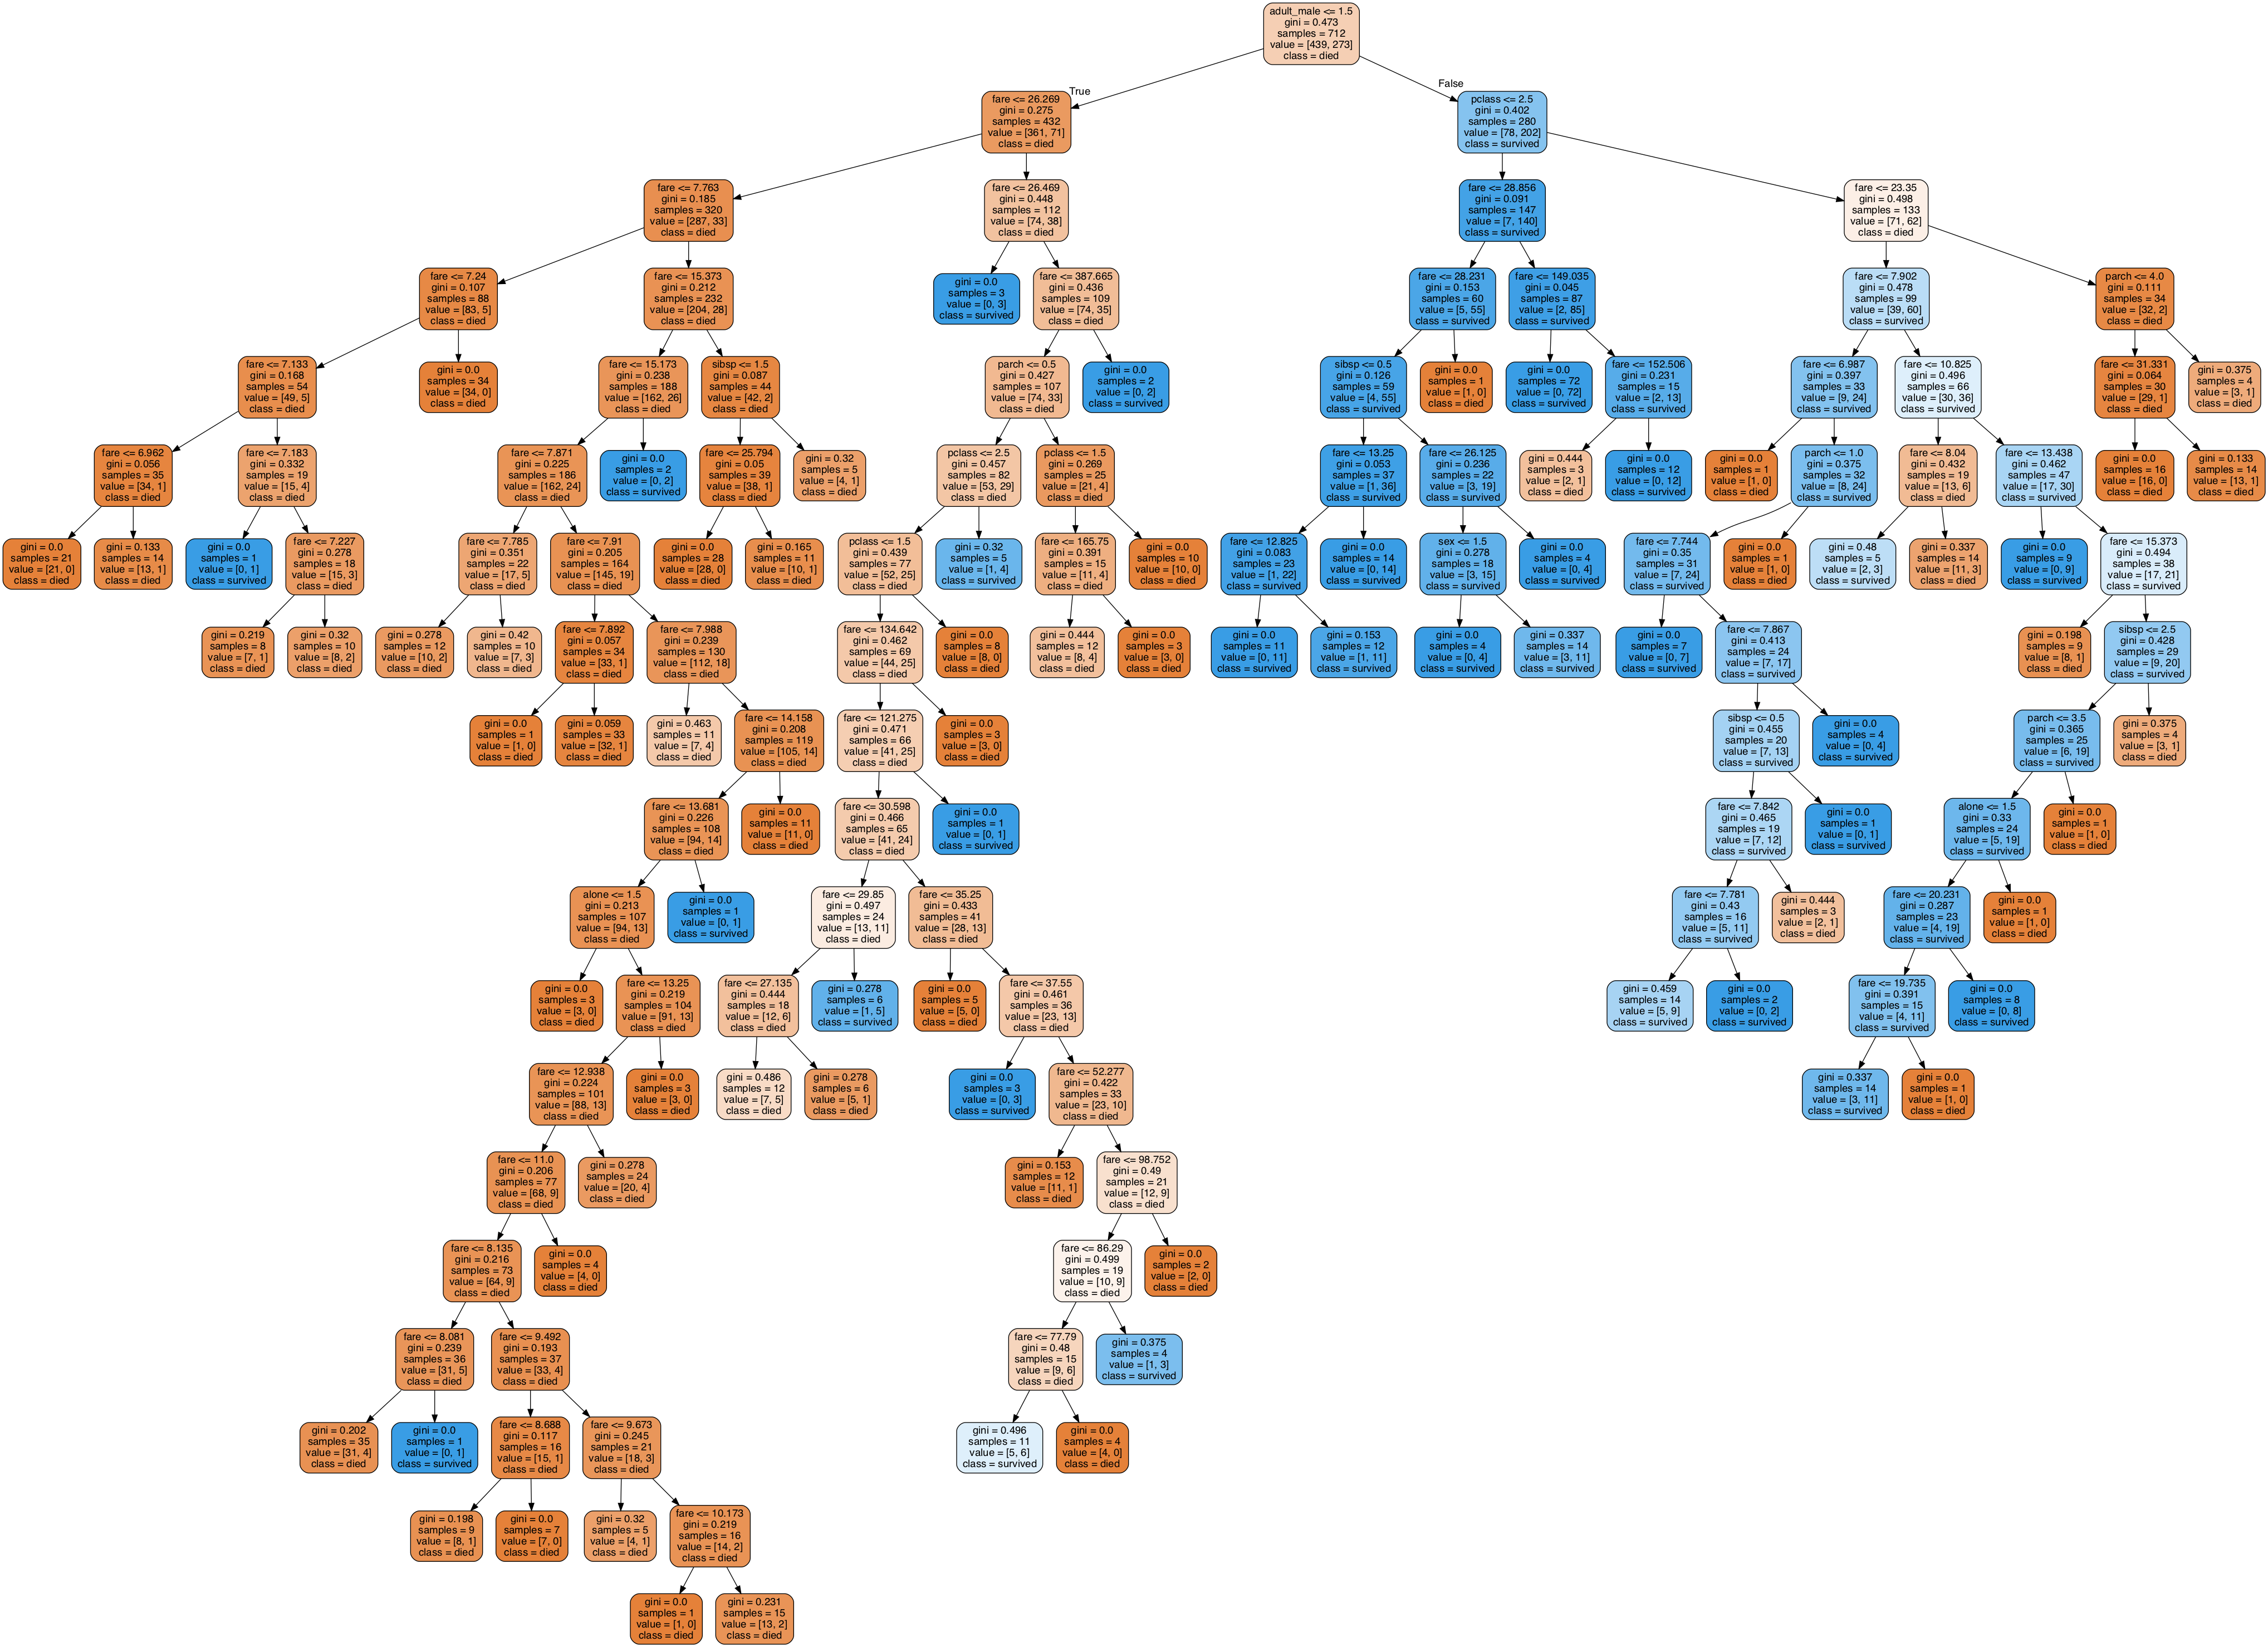 adult_male <= 1.5
gini = 0.473
samples = 712
value = [439, 273]
class = died
True
False
fare <= 26.269
gini = 0.275
samples = 432
value = [361, 71]
class = died
pclass <= 2.5
gini = 0.402
samples = 280
value = [78, 202]
class = survived
fare <= 7.763
gini = 0.185
samples = 320
value = [287, 33]
class = died
fare <= 26.469
gini = 0.448
samples = 112
value = [74, 38]
class = died
fare <= 28.856
gini = 0.091
samples = 147
value = [7, 140]
class = survived
fare <= 23.35
gini = 0.498
samples = 133
value = [71, 62]
class = died
fare <= 7.24
gini = 0.107
samples = 88
value = [83, 5]
class = died
fare <= 15.373
gini = 0.212
samples = 232
value = [204, 28]
class = died
gini = 0.0
samples = 3
value = [0, 3]
class = survived
fare <= 387.665
gini = 0.436
samples = 109
value = [74, 35]
class = died
fare <= 28.231
gini = 0.153
samples = 60
value = [5, 55]
class = survived
fare <= 149.035
gini = 0.045
samples = 87
value = [2, 85]
class = survived
fare <= 7.902
gini = 0.478
samples = 99
value = [39, 60]
class = survived
parch <= 4.0
gini = 0.111
samples = 34
value = [32, 2]
class = died
fare <= 7.133
gini = 0.168
samples = 54
value = [49, 5]
class = died
gini = 0.0
samples = 34
value = [34, 0]
class = died
fare <= 15.173
gini = 0.238
samples = 188
value = [162, 26]
class = died
sibsp <= 1.5
gini = 0.087
samples = 44
value = [42, 2]
class = died
parch <= 0.5
gini = 0.427
samples = 107
value = [74, 33]
class = died
gini = 0.0
samples = 2
value = [0, 2]
class = survived
sibsp <= 0.5
gini = 0.126
samples = 59
value = [4, 55]
class = survived
gini = 0.0
samples = 1
value = [1, 0]
class = died
gini = 0.0
samples = 72
value = [0, 72]
class = survived
fare <= 152.506
gini = 0.231
samples = 15
value = [2, 13]
class = survived
fare <= 6.987
gini = 0.397
samples = 33
value = [9, 24]
class = survived
fare <= 10.825
gini = 0.496
samples = 66
value = [30, 36]
class = survived
fare <= 31.331
gini = 0.064
samples = 30
value = [29, 1]
class = died
gini = 0.375
samples = 4
value = [3, 1]
class = died
fare <= 6.962
gini = 0.056
samples = 35
value = [34, 1]
class = died
fare <= 7.183
gini = 0.332
samples = 19
value = [15, 4]
class = died
fare <= 7.871
gini = 0.225
samples = 186
value = [162, 24]
class = died
gini = 0.0
samples = 2
value = [0, 2]
class = survived
fare <= 25.794
gini = 0.05
samples = 39
value = [38, 1]
class = died
gini = 0.32
samples = 5
value = [4, 1]
class = died
pclass <= 2.5
gini = 0.457
samples = 82
value = [53, 29]
class = died
pclass <= 1.5
gini = 0.269
samples = 25
value = [21, 4]
class = died
fare <= 13.25
gini = 0.053
samples = 37
value = [1, 36]
class = survived
fare <= 26.125
gini = 0.236
samples = 22
value = [3, 19]
class = survived
gini = 0.444
samples = 3
value = [2, 1]
class = died
gini = 0.0
samples = 12
value = [0, 12]
class = survived
gini = 0.0
samples = 1
value = [1, 0]
class = died
parch <= 1.0
gini = 0.375
samples = 32
value = [8, 24]
class = survived
fare <= 8.04
gini = 0.432
samples = 19
value = [13, 6]
class = died
fare <= 13.438
gini = 0.462
samples = 47
value = [17, 30]
class = survived
gini = 0.0
samples = 16
value = [16, 0]
class = died
gini = 0.133
samples = 14
value = [13, 1]
class = died
gini = 0.0
samples = 21
value = [21, 0]
class = died
gini = 0.133
samples = 14
value = [13, 1]
class = died
gini = 0.0
samples = 1
value = [0, 1]
class = survived
fare <= 7.227
gini = 0.278
samples = 18
value = [15, 3]
class = died
fare <= 7.785
gini = 0.351
samples = 22
value = [17, 5]
class = died
fare <= 7.91
gini = 0.205
samples = 164
value = [145, 19]
class = died
gini = 0.0
samples = 28
value = [28, 0]
class = died
gini = 0.165
samples = 11
value = [10, 1]
class = died
pclass <= 1.5
gini = 0.439
samples = 77
value = [52, 25]
class = died
gini = 0.32
samples = 5
value = [1, 4]
class = survived
fare <= 165.75
gini = 0.391
samples = 15
value = [11, 4]
class = died
gini = 0.0
samples = 10
value = [10, 0]
class = died
fare <= 12.825
gini = 0.083
samples = 23
value = [1, 22]
class = survived
gini = 0.0
samples = 14
value = [0, 14]
class = survived
sex <= 1.5
gini = 0.278
samples = 18
value = [3, 15]
class = survived
gini = 0.0
samples = 4
value = [0, 4]
class = survived
fare <= 7.744
gini = 0.35
samples = 31
value = [7, 24]
class = survived
gini = 0.0
samples = 1
value = [1, 0]
class = died
gini = 0.48
samples = 5
value = [2, 3]
class = survived
gini = 0.337
samples = 14
value = [11, 3]
class = died
gini = 0.0
samples = 9
value = [0, 9]
class = survived
fare <= 15.373
gini = 0.494
samples = 38
value = [17, 21]
class = survived
gini = 0.219
samples = 8
value = [7, 1]
class = died
gini = 0.32
samples = 10
value = [8, 2]
class = died
gini = 0.278
samples = 12
value = [10, 2]
class = died
gini = 0.42
samples = 10
value = [7, 3]
class = died
fare <= 7.892
gini = 0.057
samples = 34
value = [33, 1]
class = died
fare <= 7.988
gini = 0.239
samples = 130
value = [112, 18]
class = died
fare <= 134.642
gini = 0.462
samples = 69
value = [44, 25]
class = died
gini = 0.0
samples = 8
value = [8, 0]
class = died
gini = 0.444
samples = 12
value = [8, 4]
class = died
gini = 0.0
samples = 3
value = [3, 0]
class = died
gini = 0.0
samples = 11
value = [0, 11]
class = survived
gini = 0.153
samples = 12
value = [1, 11]
class = survived
gini = 0.0
samples = 4
value = [0, 4]
class = survived
gini = 0.337
samples = 14
value = [3, 11]
class = survived
gini = 0.0
samples = 7
value = [0, 7]
class = survived
fare <= 7.867
gini = 0.413
samples = 24
value = [7, 17]
class = survived
gini = 0.198
samples = 9
value = [8, 1]
class = died
sibsp <= 2.5
gini = 0.428
samples = 29
value = [9, 20]
class = survived
gini = 0.0
samples = 1
value = [1, 0]
class = died
gini = 0.059
samples = 33
value = [32, 1]
class = died
gini = 0.463
samples = 11
value = [7, 4]
class = died
fare <= 14.158
gini = 0.208
samples = 119
value = [105, 14]
class = died
fare <= 121.275
gini = 0.471
samples = 66
value = [41, 25]
class = died
gini = 0.0
samples = 3
value = [3, 0]
class = died
sibsp <= 0.5
gini = 0.455
samples = 20
value = [7, 13]
class = survived
gini = 0.0
samples = 4
value = [0, 4]
class = survived
parch <= 3.5
gini = 0.365
samples = 25
value = [6, 19]
class = survived
gini = 0.375
samples = 4
value = [3, 1]
class = died
fare <= 13.681
gini = 0.226
samples = 108
value = [94, 14]
class = died
gini = 0.0
samples = 11
value = [11, 0]
class = died
fare <= 30.598
gini = 0.466
samples = 65
value = [41, 24]
class = died
gini = 0.0
samples = 1
value = [0, 1]
class = survived
fare <= 7.842
gini = 0.465
samples = 19
value = [7, 12]
class = survived
gini = 0.0
samples = 1
value = [0, 1]
class = survived
alone <= 1.5
gini = 0.33
samples = 24
value = [5, 19]
class = survived
gini = 0.0
samples = 1
value = [1, 0]
class = died
alone <= 1.5
gini = 0.213
samples = 107
value = [94, 13]
class = died
gini = 0.0
samples = 1
value = [0, 1]
class = survived
fare <= 29.85
gini = 0.497
samples = 24
value = [13, 11]
class = died
fare <= 35.25
gini = 0.433
samples = 41
value = [28, 13]
class = died
fare <= 7.781
gini = 0.43
samples = 16
value = [5, 11]
class = survived
gini = 0.444
samples = 3
value = [2, 1]
class = died
fare <= 20.231
gini = 0.287
samples = 23
value = [4, 19]
class = survived
gini = 0.0
samples = 1
value = [1, 0]
class = died
gini = 0.0
samples = 3
value = [3, 0]
class = died
fare <= 13.25
gini = 0.219
samples = 104
value = [91, 13]
class = died
fare <= 27.135
gini = 0.444
samples = 18
value = [12, 6]
class = died
gini = 0.278
samples = 6
value = [1, 5]
class = survived
gini = 0.0
samples = 5
value = [5, 0]
class = died
fare <= 37.55
gini = 0.461
samples = 36
value = [23, 13]
class = died
gini = 0.459
samples = 14
value = [5, 9]
class = survived
gini = 0.0
samples = 2
value = [0, 2]
class = survived
fare <= 19.735
gini = 0.391
samples = 15
value = [4, 11]
class = survived
gini = 0.0
samples = 8
value = [0, 8]
class = survived
fare <= 12.938
gini = 0.224
samples = 101
value = [88, 13]
class = died
gini = 0.0
samples = 3
value = [3, 0]
class = died
gini = 0.486
samples = 12
value = [7, 5]
class = died
gini = 0.278
samples = 6
value = [5, 1]
class = died
gini = 0.0
samples = 3
value = [0, 3]
class = survived
fare <= 52.277
gini = 0.422
samples = 33
value = [23, 10]
class = died
gini = 0.337
samples = 14
value = [3, 11]
class = survived
gini = 0.0
samples = 1
value = [1, 0]
class = died
fare <= 11.0
gini = 0.206
samples = 77
value = [68, 9]
class = died
gini = 0.278
samples = 24
value = [20, 4]
class = died
gini = 0.153
samples = 12
value = [11, 1]
class = died
fare <= 98.752
gini = 0.49
samples = 21
value = [12, 9]
class = died
fare <= 8.135
gini = 0.216
samples = 73
value = [64, 9]
class = died
gini = 0.0
samples = 4
value = [4, 0]
class = died
fare <= 86.29
gini = 0.499
samples = 19
value = [10, 9]
class = died
gini = 0.0
samples = 2
value = [2, 0]
class = died
fare <= 8.081
gini = 0.239
samples = 36
value = [31, 5]
class = died
fare <= 9.492
gini = 0.193
samples = 37
value = [33, 4]
class = died
fare <= 77.79
gini = 0.48
samples = 15
value = [9, 6]
class = died
gini = 0.375
samples = 4
value = [1, 3]
class = survived
gini = 0.202
samples = 35
value = [31, 4]
class = died
gini = 0.0
samples = 1
value = [0, 1]
class = survived
fare <= 8.688
gini = 0.117
samples = 16
value = [15, 1]
class = died
fare <= 9.673
gini = 0.245
samples = 21
value = [18, 3]
class = died
gini = 0.496
samples = 11
value = [5, 6]
class = survived
gini = 0.0
samples = 4
value = [4, 0]
class = died
gini = 0.198
samples = 9
value = [8, 1]
class = died
gini = 0.0
samples = 7
value = [7, 0]
class = died
gini = 0.32
samples = 5
value = [4, 1]
class = died
fare <= 10.173
gini = 0.219
samples = 16
value = [14, 2]
class = died
gini = 0.0
samples = 1
value = [1, 0]
class = died
gini = 0.231
samples = 15
value = [13, 2]
class = died